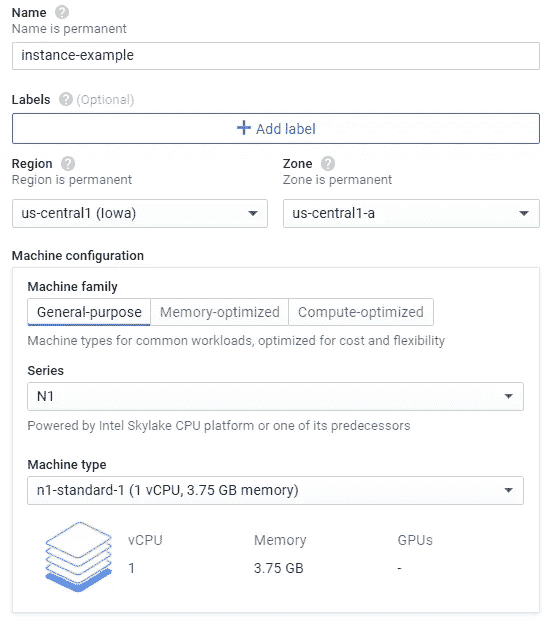 Name ?
Name is permanent
instance-example
Labels ? (Optional)
+ Add label
Region ?
Region is permanent
us-central1 (Iowa)
Zone ?
Zone is permanent
us-central1-a
Machine configuration
Machine family
General-purpose Memory-optimized Compute-optimized
Machine types for common workloads, optimized for cost and flexibility
Series
N1
Powered by Intel Skylake CPU platform or one of its predecessors
Machine type
n1-standard-1 (1 vCPU, 3.75 GB memory)
vCPU Memory GPUs
1 3.75 GB -